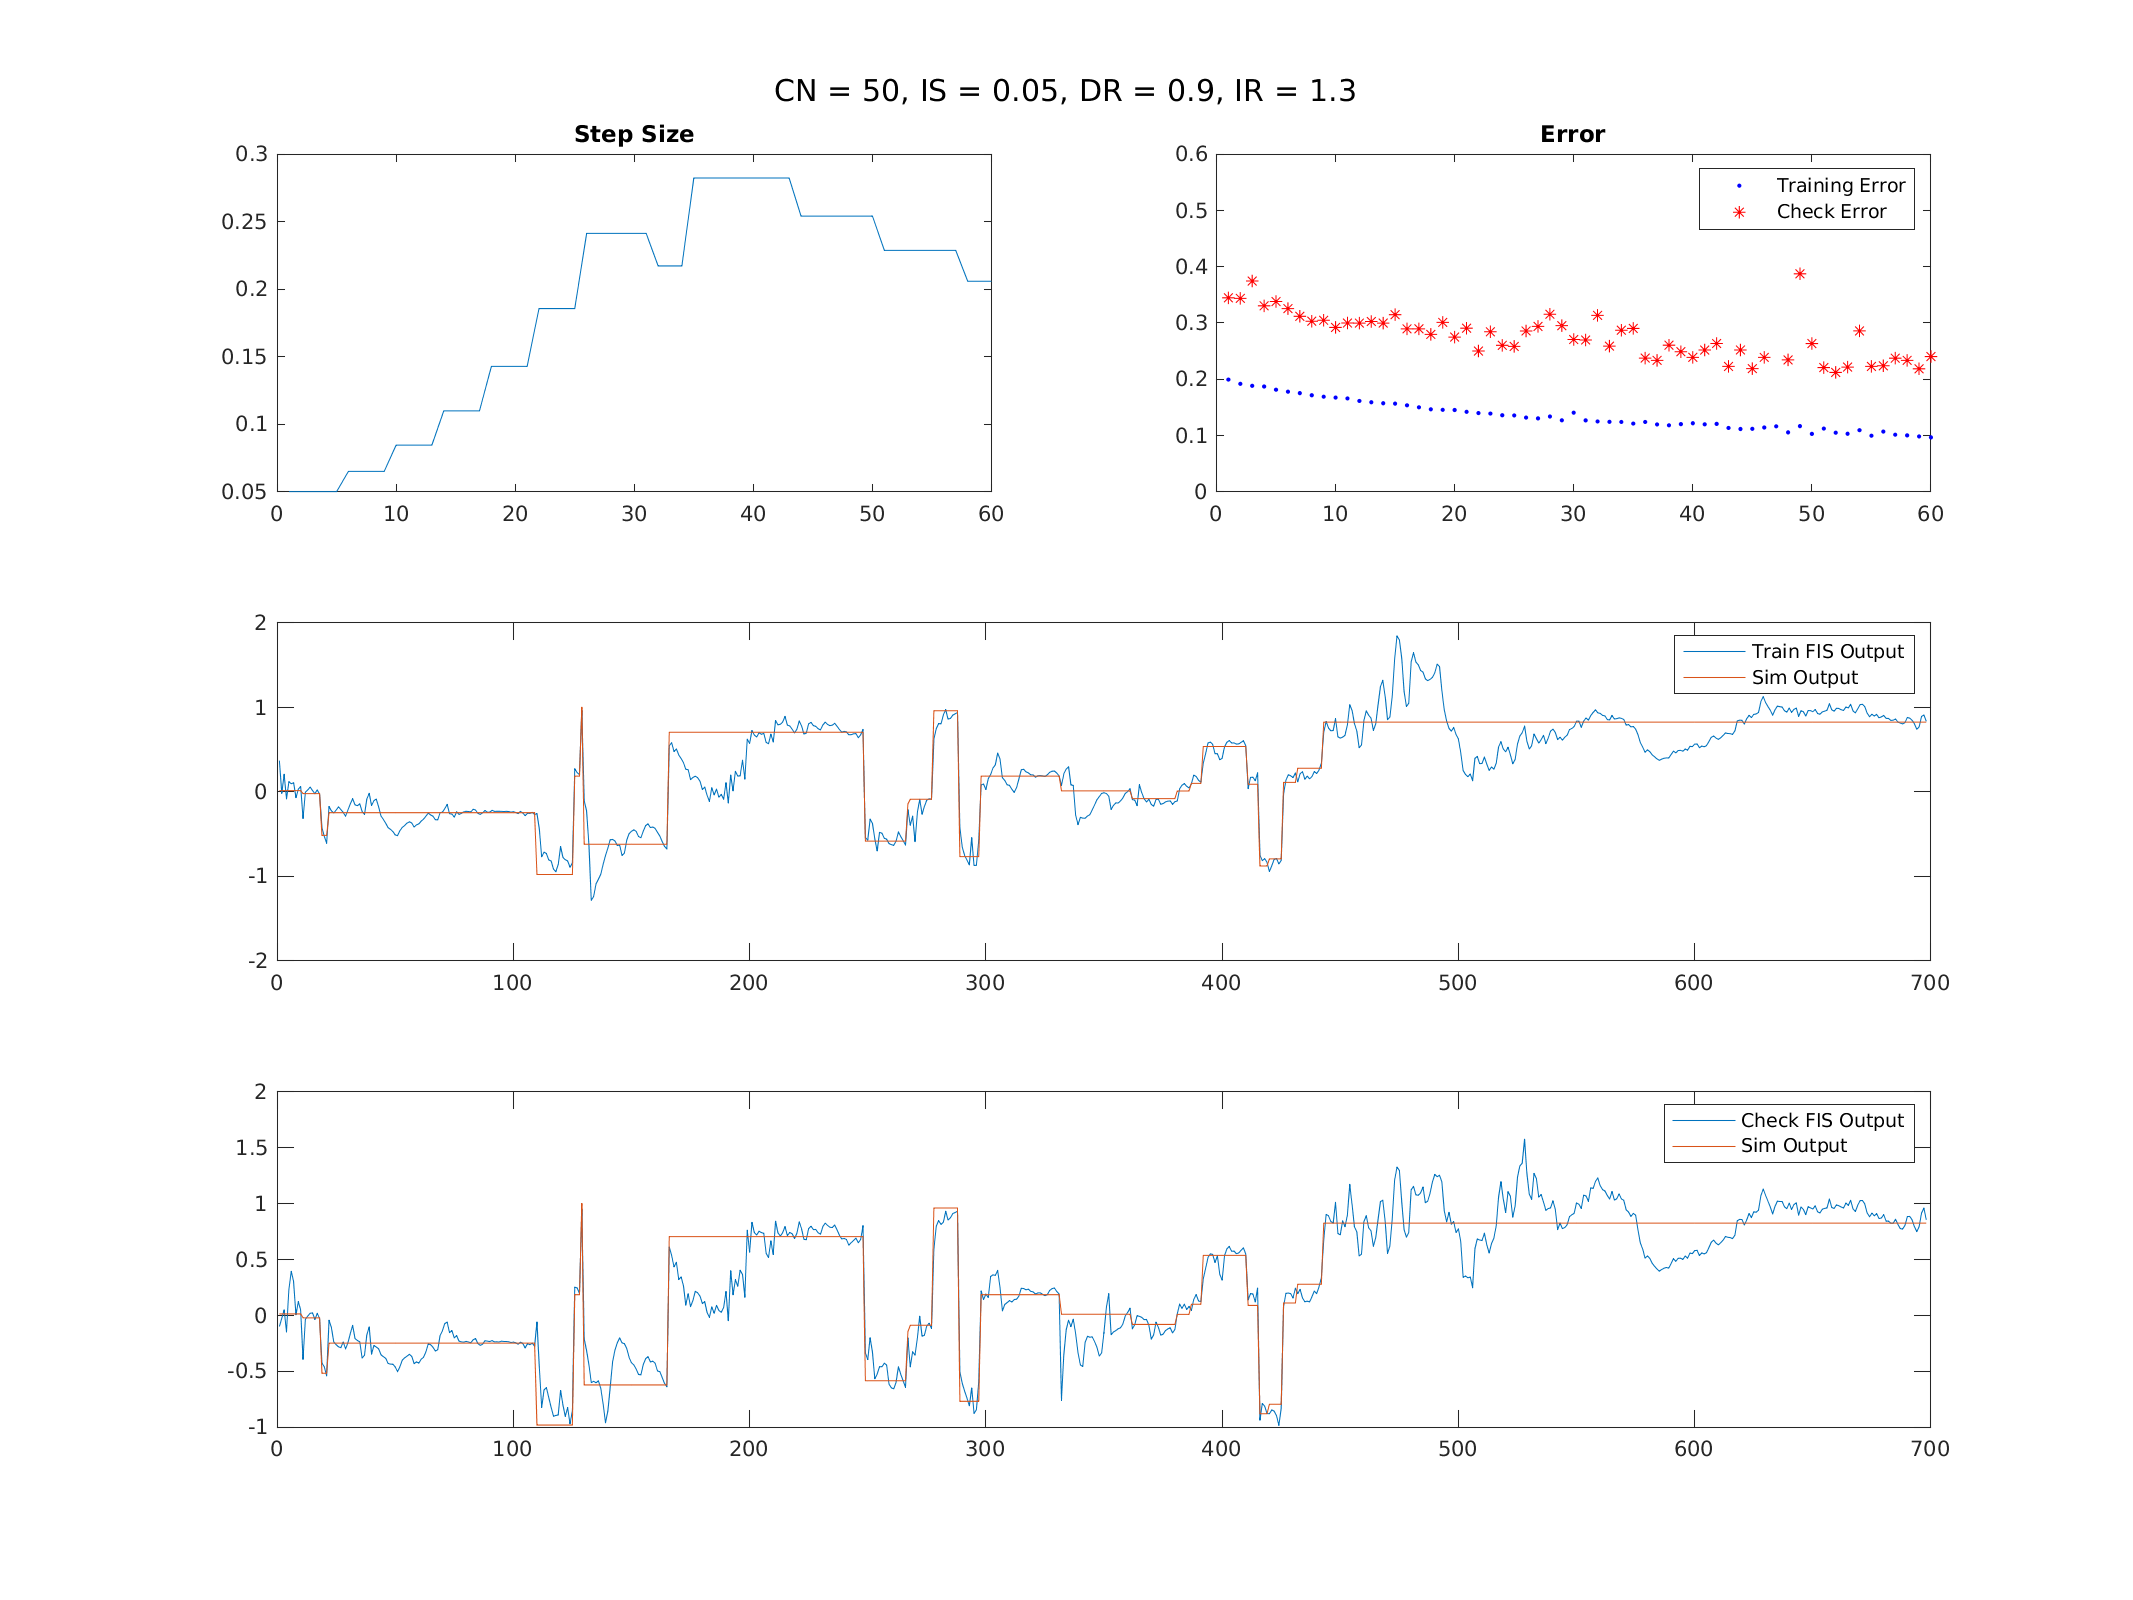 CN = 50, IS = 0.05, DR = 0.9, IR = 1.3
Step Size
0.3
0.25
0.2
0.15
0.1
0.05
0 10 20 30 40 50 60
Error
0.6
0.5
0.4
0.3
0.2
0.1
0
0 10 20 30 40 50 60
Training Error
Check Error
2
1
0
-1
-2
0 100 200 300 400 500 600 700
Train FIS Output
Sim Output
2
1.5
1
0.5
0
-0.5
-1
0 100 200 300 400 500 600 700
Check FIS Output
Sim Output